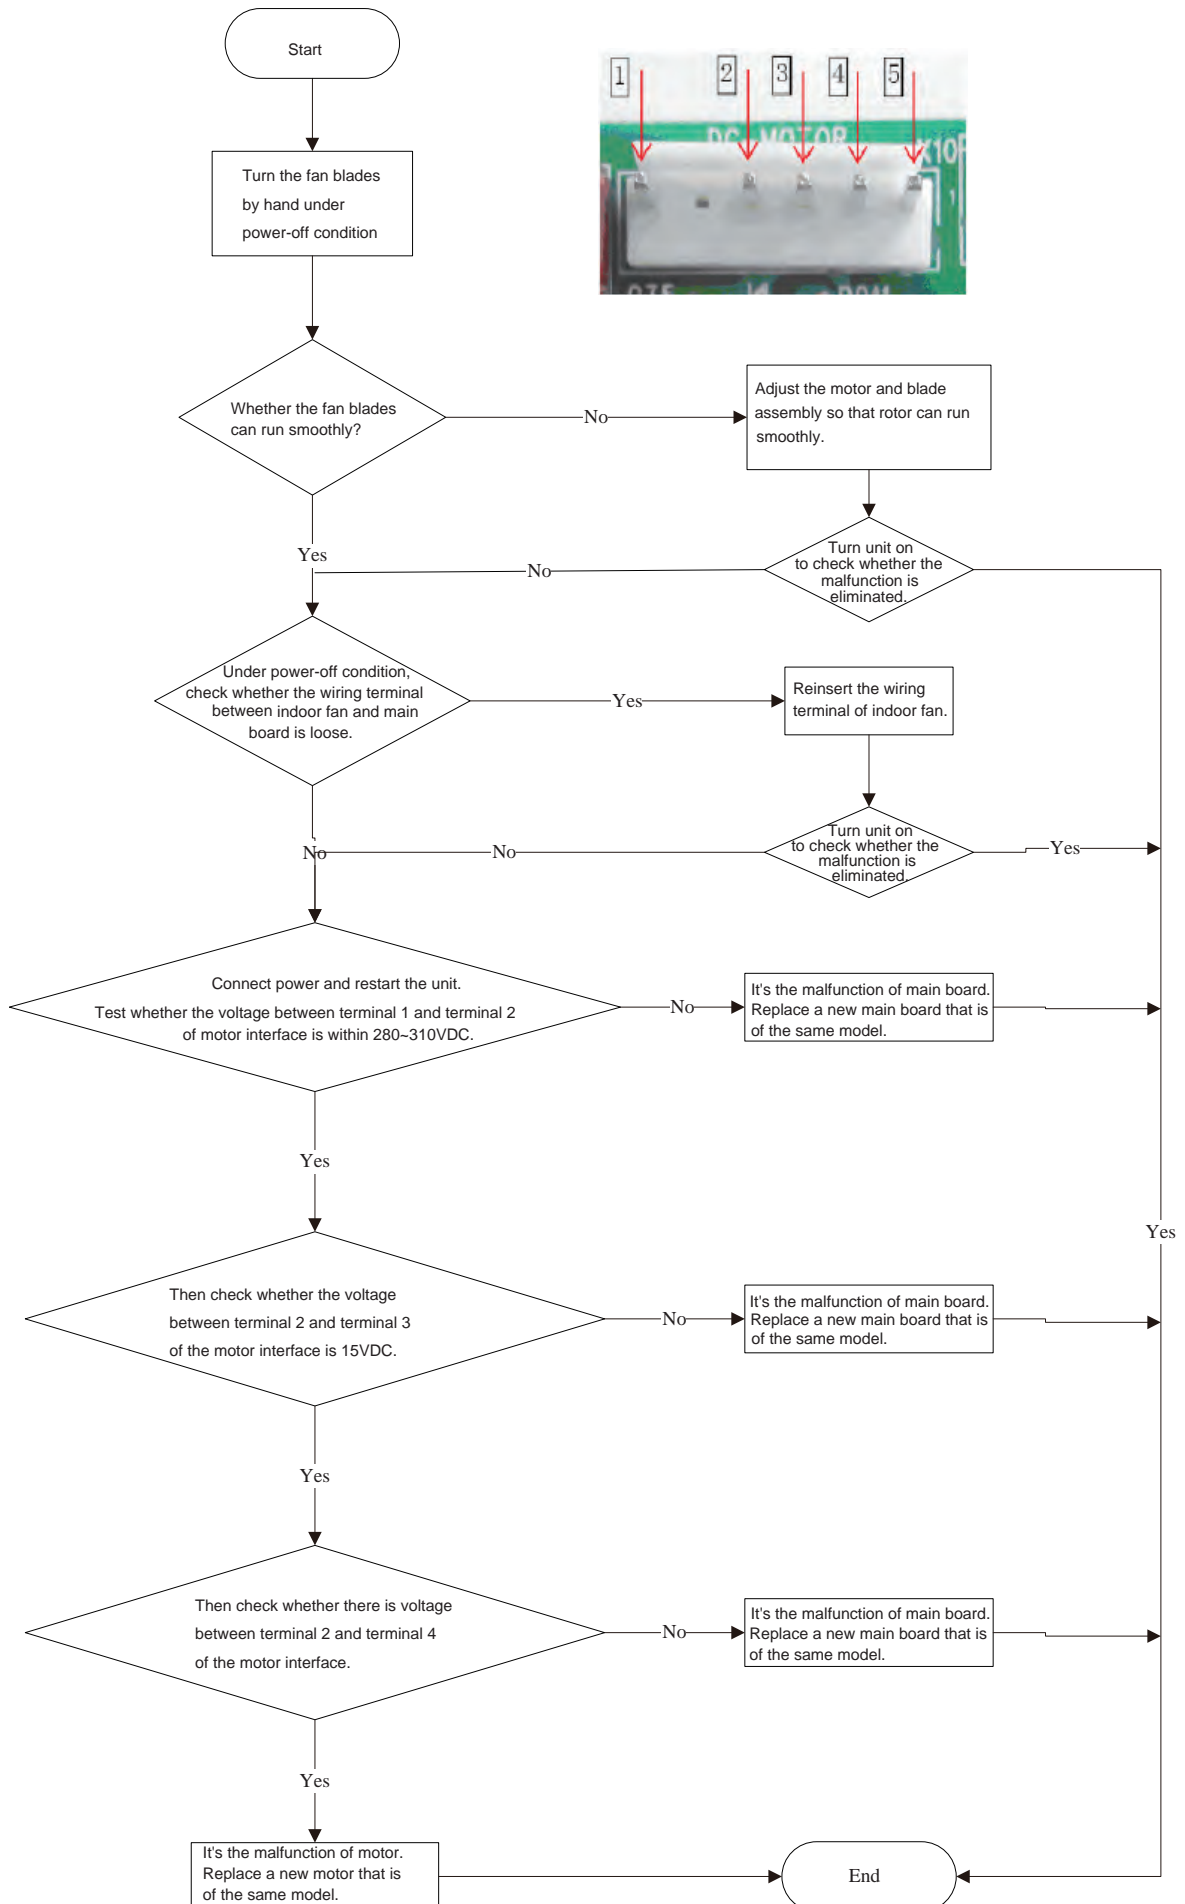 Start
1
2
3
4
5
DC MOTOR
Turn the fan blades
by hand under
power-off condition
Whether the fan blades
can run smoothly?
No
Adjust the motor and blade
assembly so that rotor can run
smoothly.
Yes
Turn unit on
to check whether the
malfunction is
eliminated.
No
Under power-off condition,
check whether the wiring terminal
between indoor fan and main
board is loose.
Yes
Reinsert the wiring
terminal of indoor fan.
No
No
Turn unit on
to check whether the
malfunction is
eliminated.
Yes
Connect power and restart the unit.
Test whether the voltage between terminal 1 and terminal 2
of motor interface is within 280~310VDC.
No
It's the malfunction of main board.
Replace a new main board that is
of the same model.
Yes
Yes
Then check whether the voltage
between terminal 2 and terminal 3
of the motor interface is 15VDC.
No
It's the malfunction of main board.
Replace a new main board that is
of the same model.
Yes
Then check whether there is voltage
between terminal 2 and terminal 4
of the motor interface.
No
It's the malfunction of main board.
Replace a new main board that is
of the same model.
Yes
It's the malfunction of motor.
Replace a new motor that is
of the same model.
End